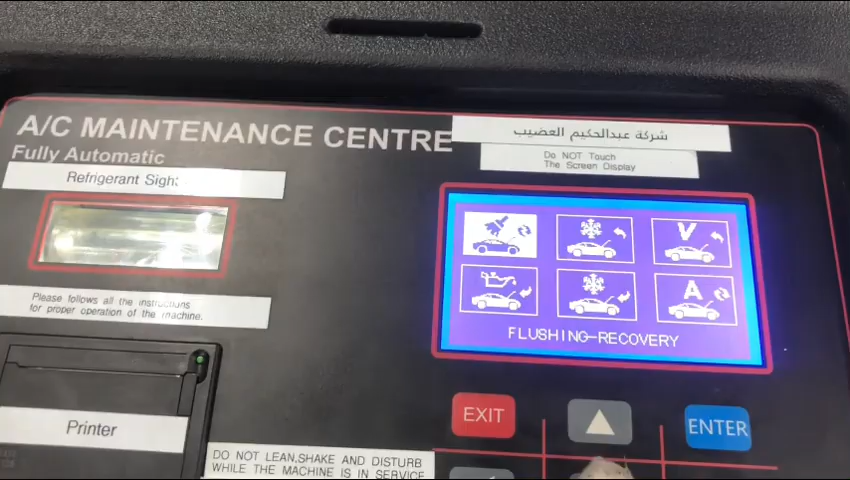 A/C MAINTENANCE CENTRE
Fully Automatic
شركة عبدالحكيم العضيب
Do NOT Touch
The Screen Display
Refrigerant Sight
V
A
FLUSHING-RECOVERY
Please follows all the instructions
for proper operation of the machine.
Printer
EXIT
ENTER
DO NOT LEAN,SHAKE AND DISTURB
WHILE THE MACHINE IS IN SERVICE